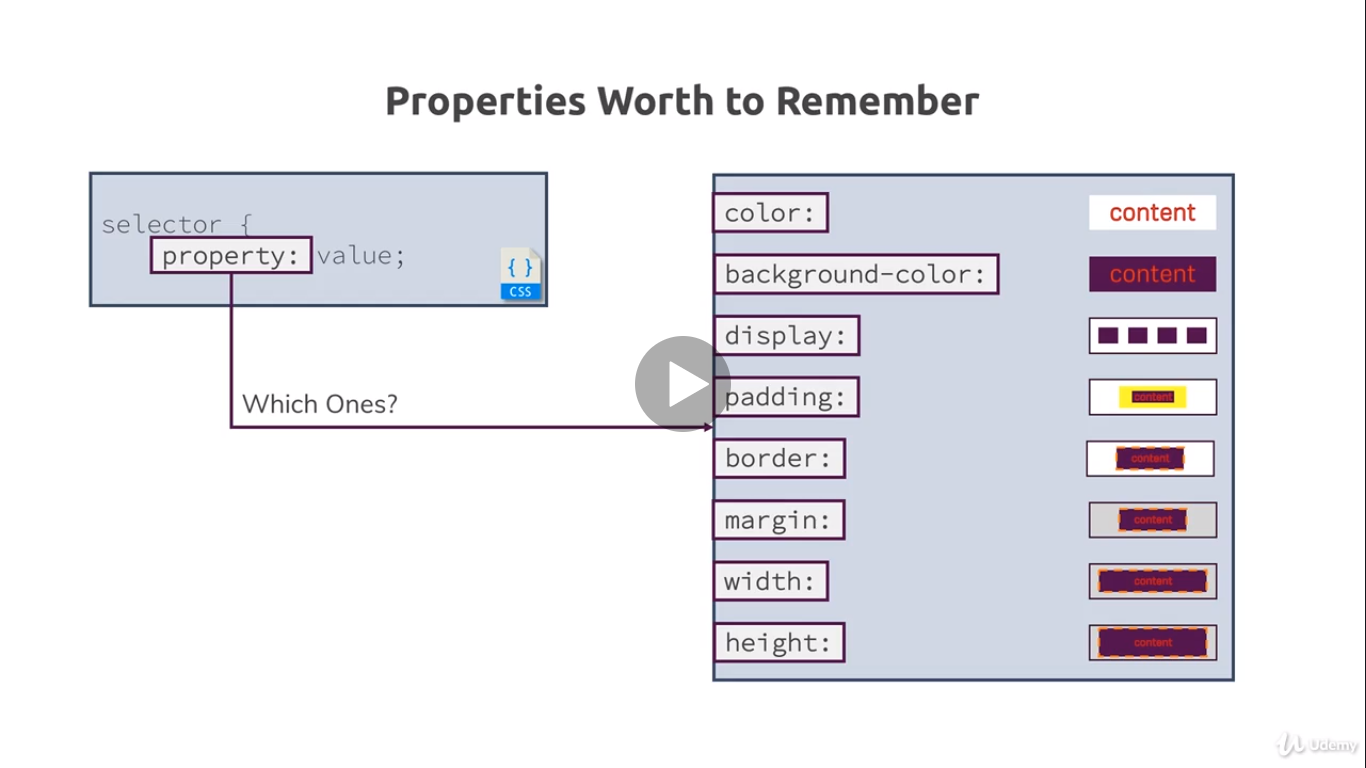 Properties Worth to Remember
selector {
property: value;
{ }
CSS
Which Ones?
color:
content
background-color:
content
display:
padding:
content
border:
content
margin:
content
width:
content
height:
content
Udemy